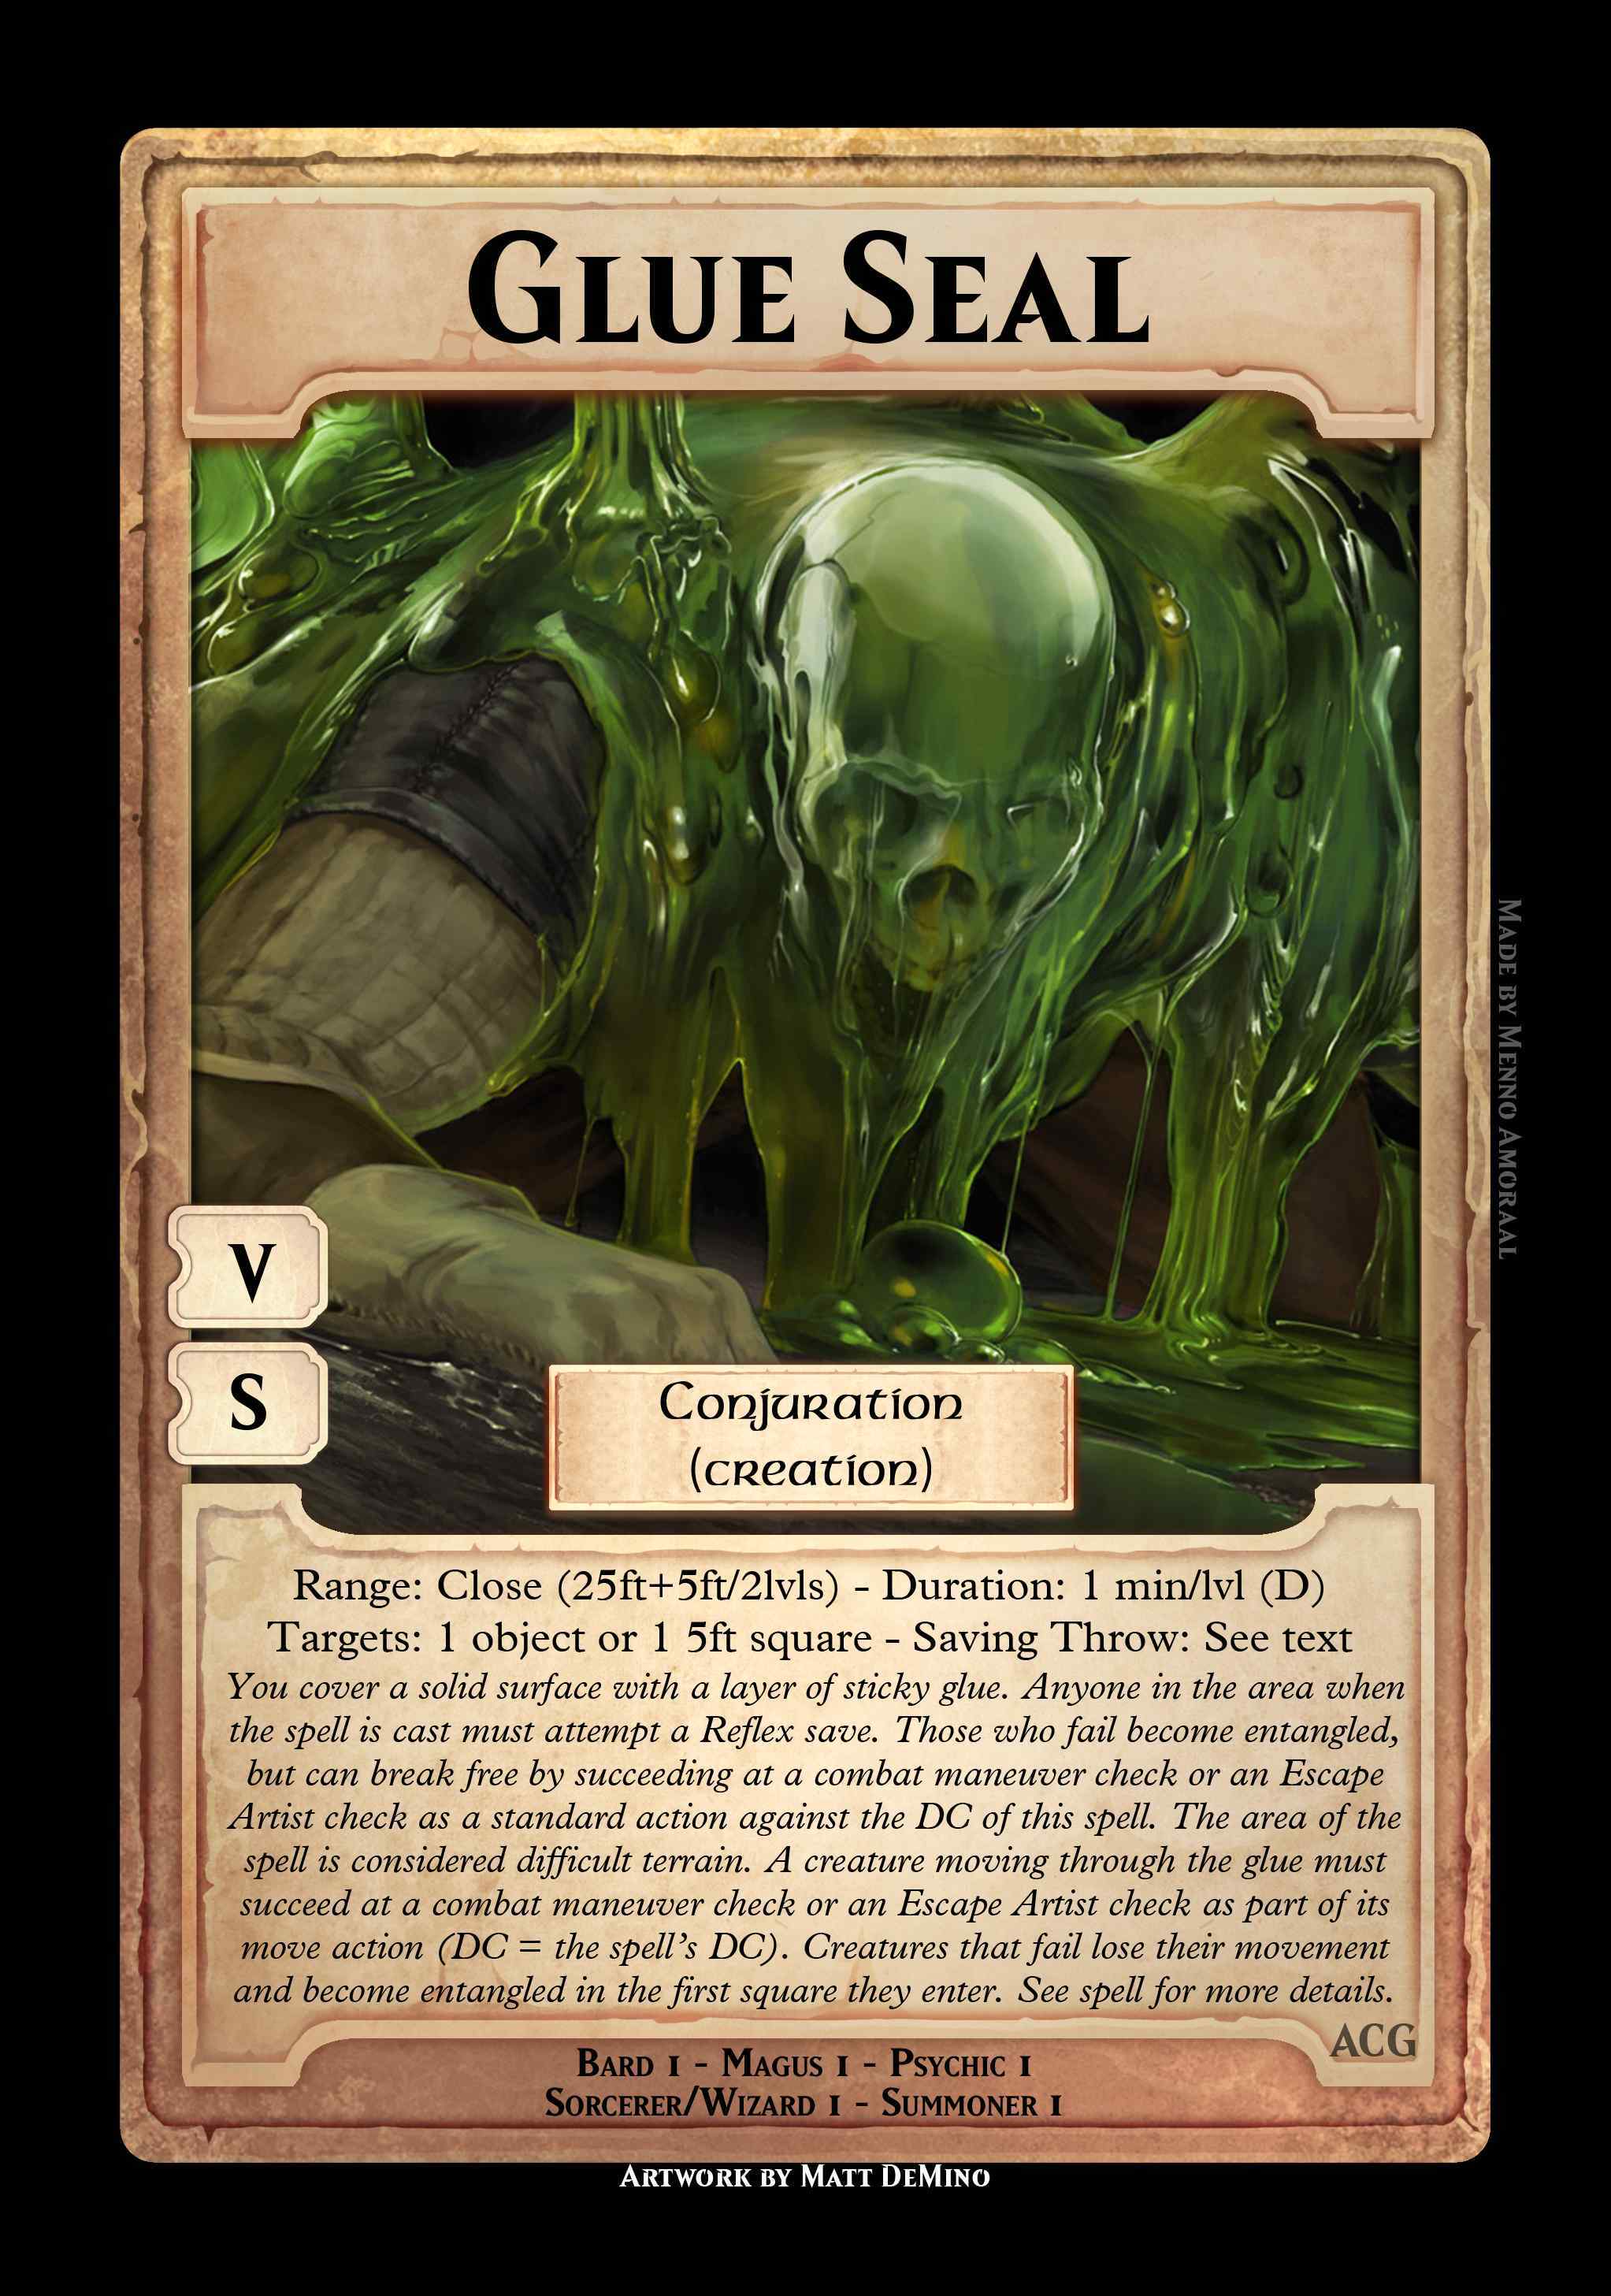 Glue Seal
V
S
Conjuration
(creation)
Range: Close (25ft+5ft/2lvls) - Duration: 1 min/lvl (D)
Targets: 1 object or 1 5ft square - Saving Throw: See text
You cover a solid surface with a layer of sticky glue. Anyone in the area when
the spell is cast must attempt a Reflex save. Those who fail become entangled,
but can break free by succeeding at a combat maneuver check or an Escape
Artist check as a standard action against the DC of this spell. The area of the
spell is considered difficult terrain. A creature moving through the glue must
succeed at a combat maneuver check or an Escape Artist check as part of its
move action (DC = the spell's DC). Creatures that fail lose their movement
and become entangled in the first square they enter. See spell for more details.
ACG
Bard 1 - Magus 1 - Psychic 1
Sorcerer/Wizard 1 - Summoner 1
Artwork by Matt DeMino
Made by Menno Amoraal